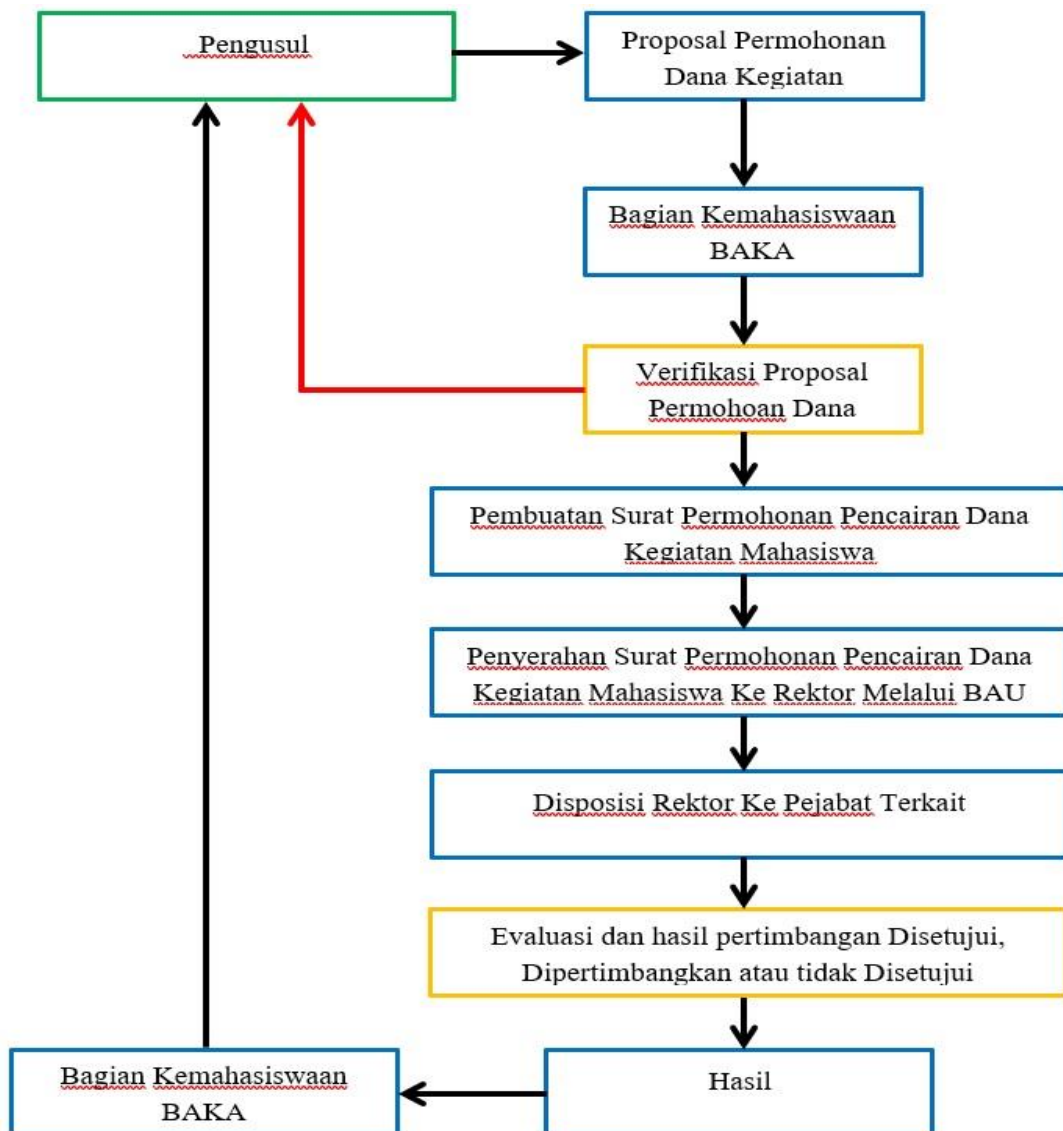 Pengusul
Proposal Permohonan
Dana Kegiatan
Bagian Kemahasiswaan
BAKA
Verifikasi Proposal
Permohoan Dana
Pembuatan Surat Permohonan Pencairan Dana
Kegiatan Mahasiswa
Penyerahan Surat Permohonan Pencairan Dana
Kegiatan Mahasiswa Ke Rektor Melalui BAU
Disposisi Rektor Ke Pejabat Terkait
Evaluasi dan hasil pertimbangan Disetujui,
Dipertimbangkan atau tidak Disetujui
Hasil
Bagian Kemahasiswaan
BAKA